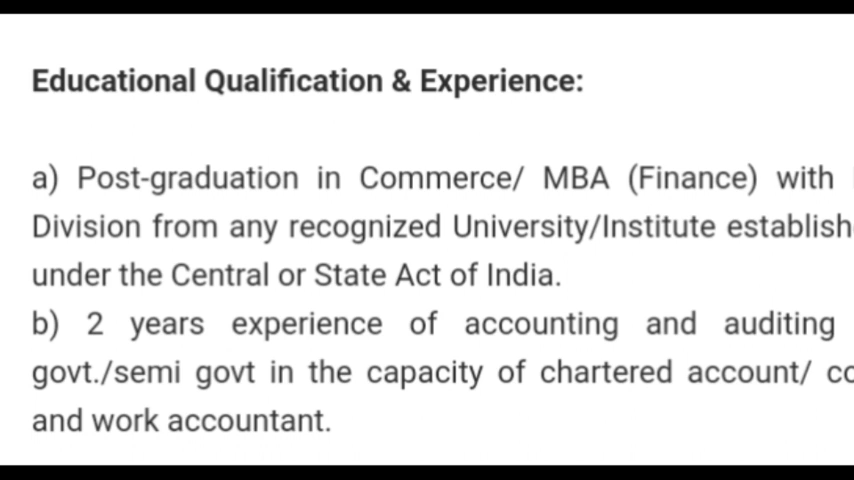 Educational Qualification & Experience:
a) Post-graduation in Commerce/ MBA (Finance) with
Division from any recognized University/Institute establish
under the Central or State Act of India.
b) 2 years experience of accounting and auditing
govt./semi govt in the capacity of chartered account/ co
and work accountant.